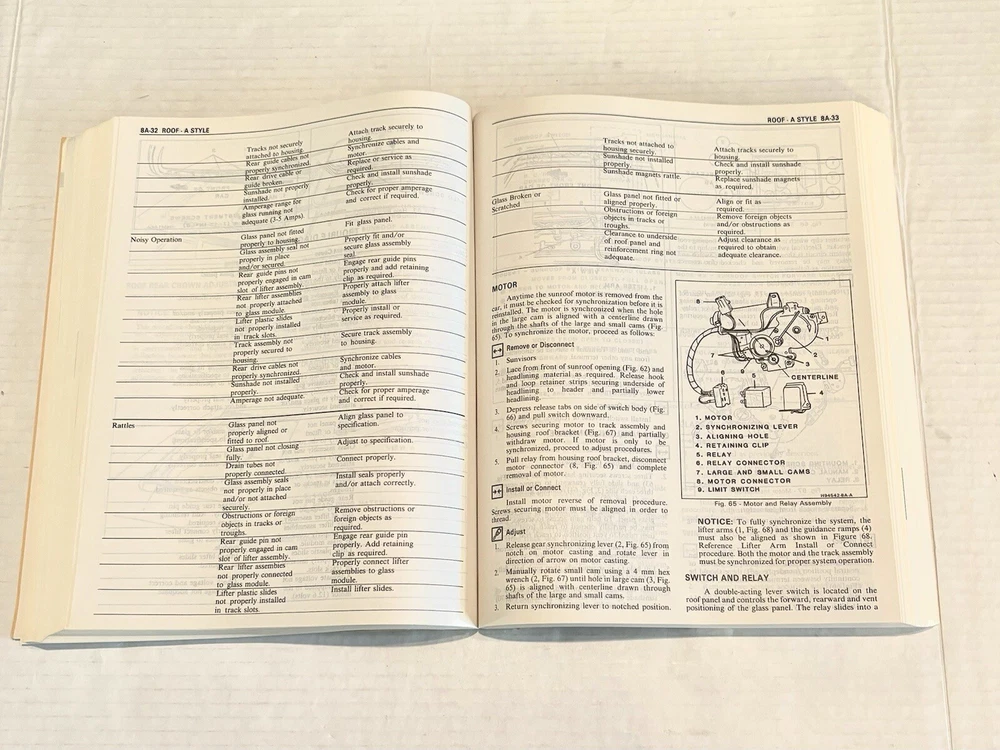 8A-32 ROOF - A STYLE
Tracks not securely
attached to housing.
Attach track securely to
housing.
Rear guide cables not
properly synchronized.
Synchronize cables and
motor.
Rear drive cable or
guide broken.
Replace or service as
required.
Sunshade not properly
installed.
Check and install sunshade
properly.
Amperage range for
glass running not
adequate (3-5 Amps).
Check for proper amperage
and correct if required.
Noisy Operation
Glass panel not fitted
properly to housing.
Fit glass panel.
Glass assembly seal not
properly in place
and/or secured.
Properly fit and/or
secure glass assembly
seal.
Rear guide pins not
properly engaged in cam
slot of lifter assembly.
Engage rear guide pins
properly and add retaining
clip as required.
Rear lifter assemblies
not properly attached
to glass module.
Properly attach lifter
assembly to glass
module.
Lifter plastic slides
not properly installed
in track slots.
Properly install or
service as required.
Track assembly not
properly secured to
housing.
Secure track assembly
to housing.
Rear drive cables not
properly synchronized.
Synchronize cables
and motor.
Sunshade not installed
properly.
Check and install sunshade
properly.
Amperage not adequate.
Check for proper amperage
and correct if required.
Rattles
Glass panel not
properly aligned or
fitted to roof.
Align glass panel to
specification.
Glass panel not closing
fully.
Adjust to specification.
Drain tubes not
properly connected.
Connect properly.
Glass assembly seals
not properly in place
and/or not attached
securely.
Install seals properly
and/or attach correctly.
Obstructions or foreign
objects in tracks or
troughs.
Remove obstructions or
foreign objects as
required.
Rear guide pin not
properly engaged in cam
slot of lifter assembly.
Engage rear guide pin
properly. Add retaining
clip as required.
Rear lifter assemblies
not properly connected
to glass module.
Properly connect lifter
assemblies to glass
module.
Lifter plastic slides
not properly installed
in track slots.
Install lifter slides.
ROOF - A STYLE 8A-33
Tracks not attached to
housing securely.
Attach tracks securely to
housing.
Sunshade not installed
properly.
Check and install sunshade
properly.
Sunshade magnets rattle.
Replace sunshade magnets
as required.
Glass Broken or
Scratched
Glass panel not fitted or
aligned properly.
Align or fit as
required.
Obstructions or foreign
objects in tracks or
troughs.
Remove foreign objects
and/or obstructions as
required.
Clearance to underside
of roof panel and
reinforcement ring not
adequate.
Adjust clearance as
required to obtain
adequate clearance.
MOTOR
Anytime the sunroof motor is removed from the
car, it must be checked for synchronization before it is
reinstalled. The motor is synchronized when the hole
in the large cam is aligned with a centerline drawn
through the shafts of the large and small cams (Fig.
65). To synchronize the motor, proceed as follows:
Remove or Disconnect
1. Sunvisors
2. Lace from front of sunroof opening (Fig. 62) and
headlining material as required. Release hook
and loop retainer strips securing underside of
headlining to header and partially lower
headlining.
3. Depress release tabs on side of switch body (Fig.
66) and pull switch downward.
4. Screws securing motor to track assembly and
housing roof bracket (Fig. 67) and partially
withdraw motor. If motor is only to be
synchronized, proceed to adjust procedures.
5. Pull relay from housing roof bracket, disconnect
motor connector (8, Fig. 65) and complete
removal of motor.
Install or Connect
Install motor reverse of removal procedure.
Screws securing motor must be aligned in order to
thread.
Adjust
1. Release gear synchronizing lever (2, Fig. 65) from
notch on motor casting and rotate lever in
direction of arrow on motor casting.
2. Manually rotate small cam using a 4 mm hex
wrench (2, Fig. 67) until hole in large cam (3, Fig.
65) is aligned with centerline drawn through
shafts of the large and small cams.
3. Return synchronizing lever to notched position.
8
1
2
7
3
CENTERLINE
6
9
5
4
1. MOTOR
2. SYNCHRONIZING LEVER
3. ALIGNING HOLE
4. RETAINING CLIP
5. RELAY
6. RELAY CONNECTOR
7. LARGE AND SMALL CAMS
8. MOTOR CONNECTOR
9. LIMIT SWITCH
H94542-8A-A
Fig. 65 - Motor and Relay Assembly
NOTICE: To fully synchronize the system, the
lifter arms (1, Fig. 68) and the guidance ramps (4)
must also be aligned as shown in Figure 68.
Reference Lifter Arm Install or Connect
procedure. Both the motor and the track assembly
must be synchronized for proper system operation.
SWITCH AND RELAY
A double-acting lever switch is located on the
roof panel and controls the forward, rearward and vent
positioning of the glass panel. The relay slides into a